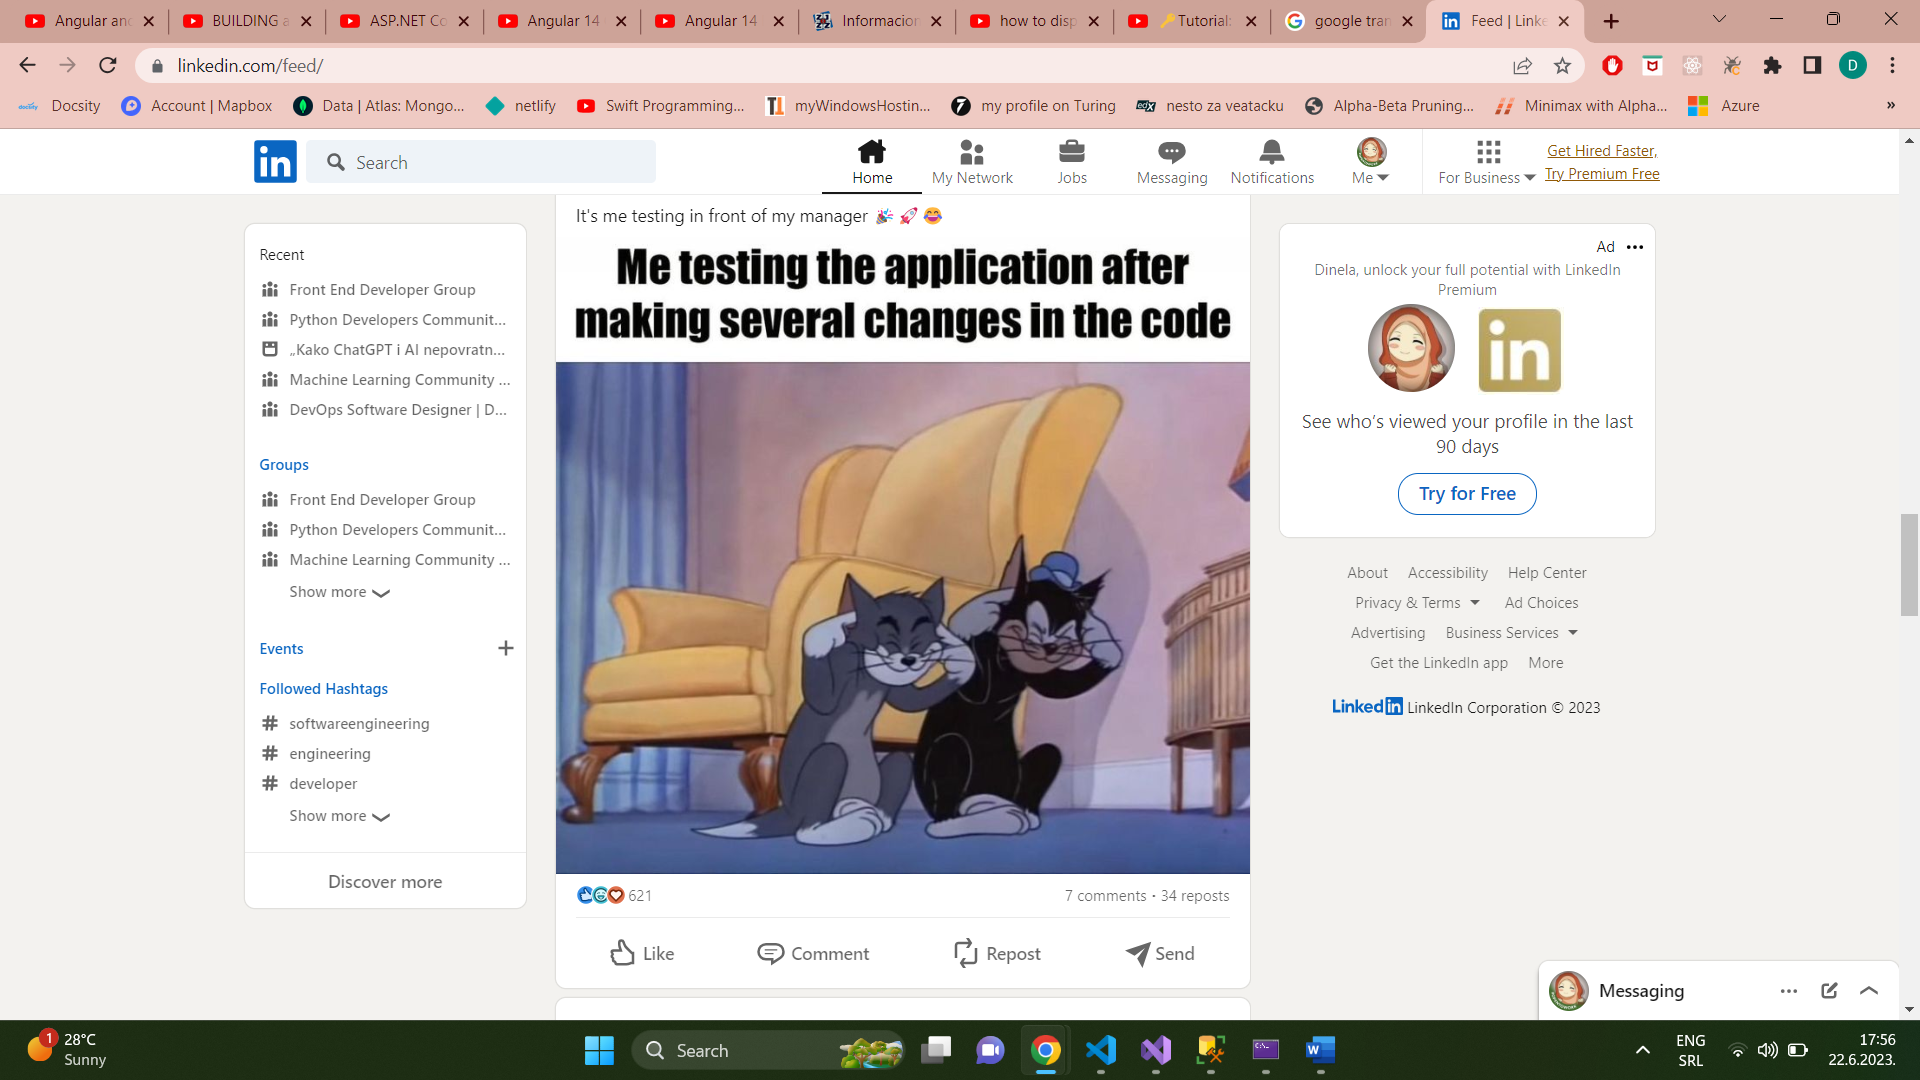 Angular an
BUILDING a
ASP.NET Co
Angular 14
Angular 14
Informacion
how to disp
Tutorial:
google tran
Feed | Linke
linkedin.com/feed/
D
docsity Docsity
Account | Mapbox
Data | Atlas: Mongo...
netlify
Swift Programming...
myWindowsHostin...
my profile on Turing
edX nesto za veatacku
Alpha-Beta Pruning...
Minimax with Alpha...
Azure
»
in
Search
Home
My Network
Jobs
Messaging
Notifications
Me
For Business
Get Hired Faster,
Try Premium Free
Recent
Front End Developer Group
Python Developers Communit...
„Kako ChatGPT i AI nepovratn...
Machine Learning Community ...
DevOps Software Designer | D...
Groups
Front End Developer Group
Python Developers Communit...
Machine Learning Community ...
Show more
Events
Followed Hashtags
# softwareengineering
# engineering
# developer
Show more
Discover more
It's me testing in front of my manager 🎉 🚀 😂
Me testing the application after
making several changes in the code
621
7 comments · 34 reposts
Like
Comment
Repost
Send
Ad
Dinela, unlock your full potential with LinkedIn
Premium
in
See who's viewed your profile in the last
90 days
Try for Free
About Accessibility Help Center
Privacy & Terms Ad Choices
Advertising Business Services
Get the LinkedIn app More
LinkedIn LinkedIn Corporation © 2023
Messaging
1
28°C
Sunny
Search
ENG
SRL
17:56
22.6.2023.